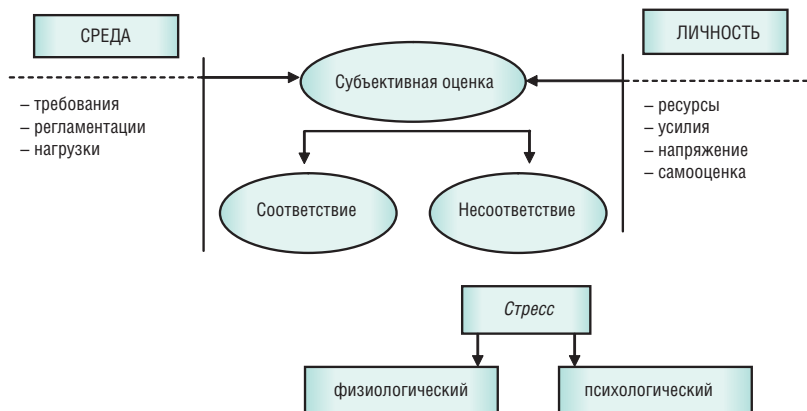 СРЕДА
ЛИЧНОСТЬ
Субъективная оценка
– требования
– регламентации
– нагрузки
– ресурсы
– усилия
– напряжение
– самооценка
Соответствие
Несоответствие
Стресс
физиологический
психологический